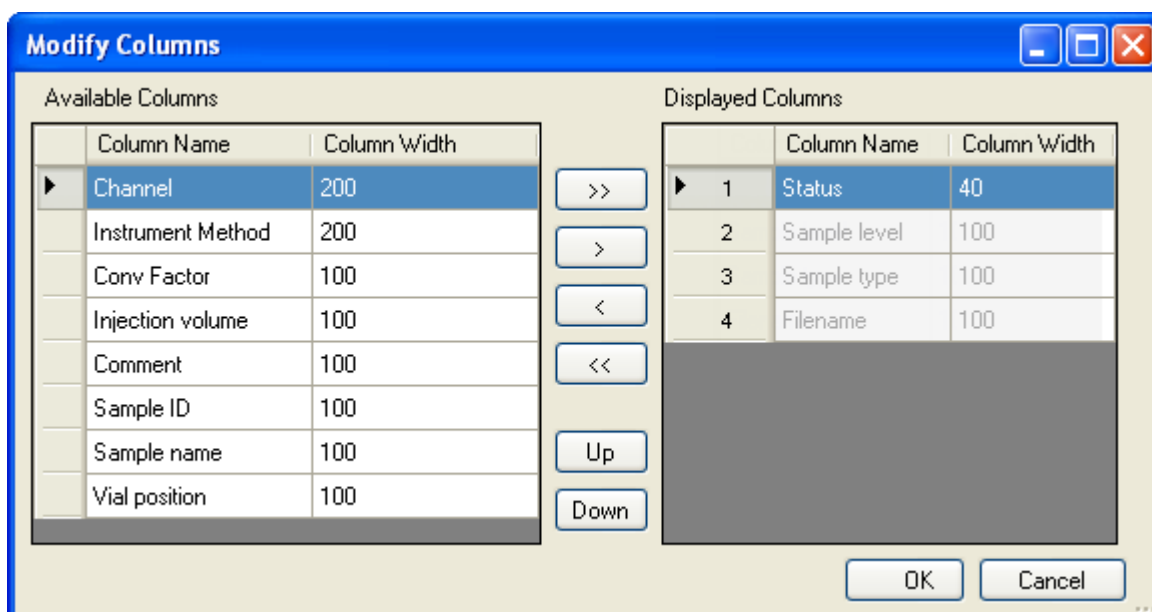 Modify Columns
Available Columns
Column Name Column Width
Channel 200
Instrument Method 200
Conv Factor 100
Injection volume 100
Comment 100
Sample ID 100
Sample name 100
Vial position 100
>>
>
<
<<
Up
Down
Displayed Columns
Column Name Column Width
1 Status 40
2 Sample level 100
3 Sample type 100
4 Filename 100
OK Cancel